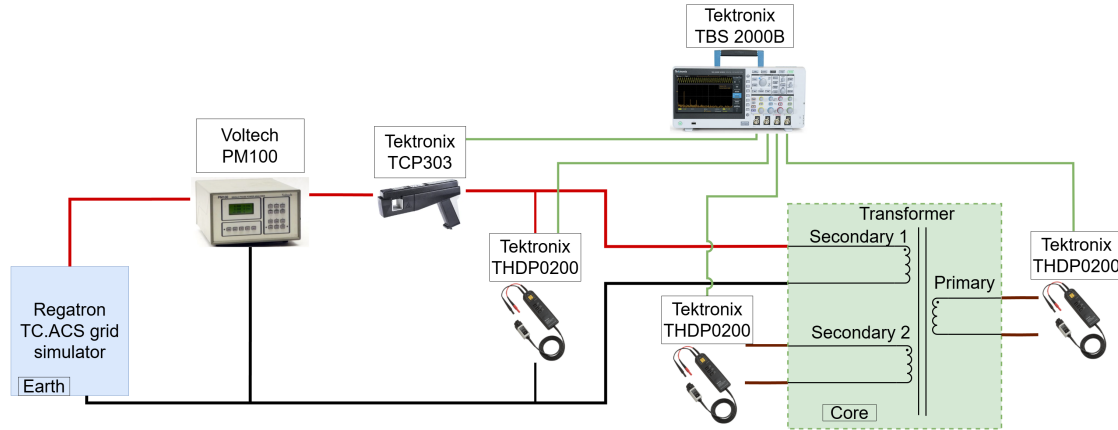 Tektronix
TBS 2000B
Voltech
PM100
Tektronix
TCP303
Transformer
Secondary 1
Tektronix
THDP0200
Tektronix
THDP0200
Primary
Regatron
TC.ACS grid
simulator
Tektronix
THDP0200
Secondary 2
Earth
Core